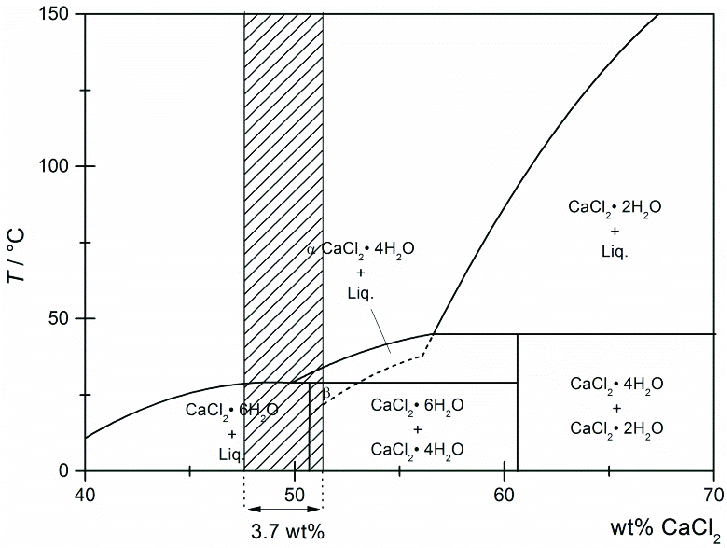 150
100
50
0
T / °C
CaCl₂• 2H₂O
+
Liq.
α CaCl₂• 4H₂O
+
Liq.
β
CaCl₂• 6H₂O
+
Liq.
CaCl₂• 6H₂O
+
CaCl₂• 4H₂O
CaCl₂• 4H₂O
+
CaCl₂• 2H₂O
40
50
60
70
3.7 wt%
wt% CaCl₂